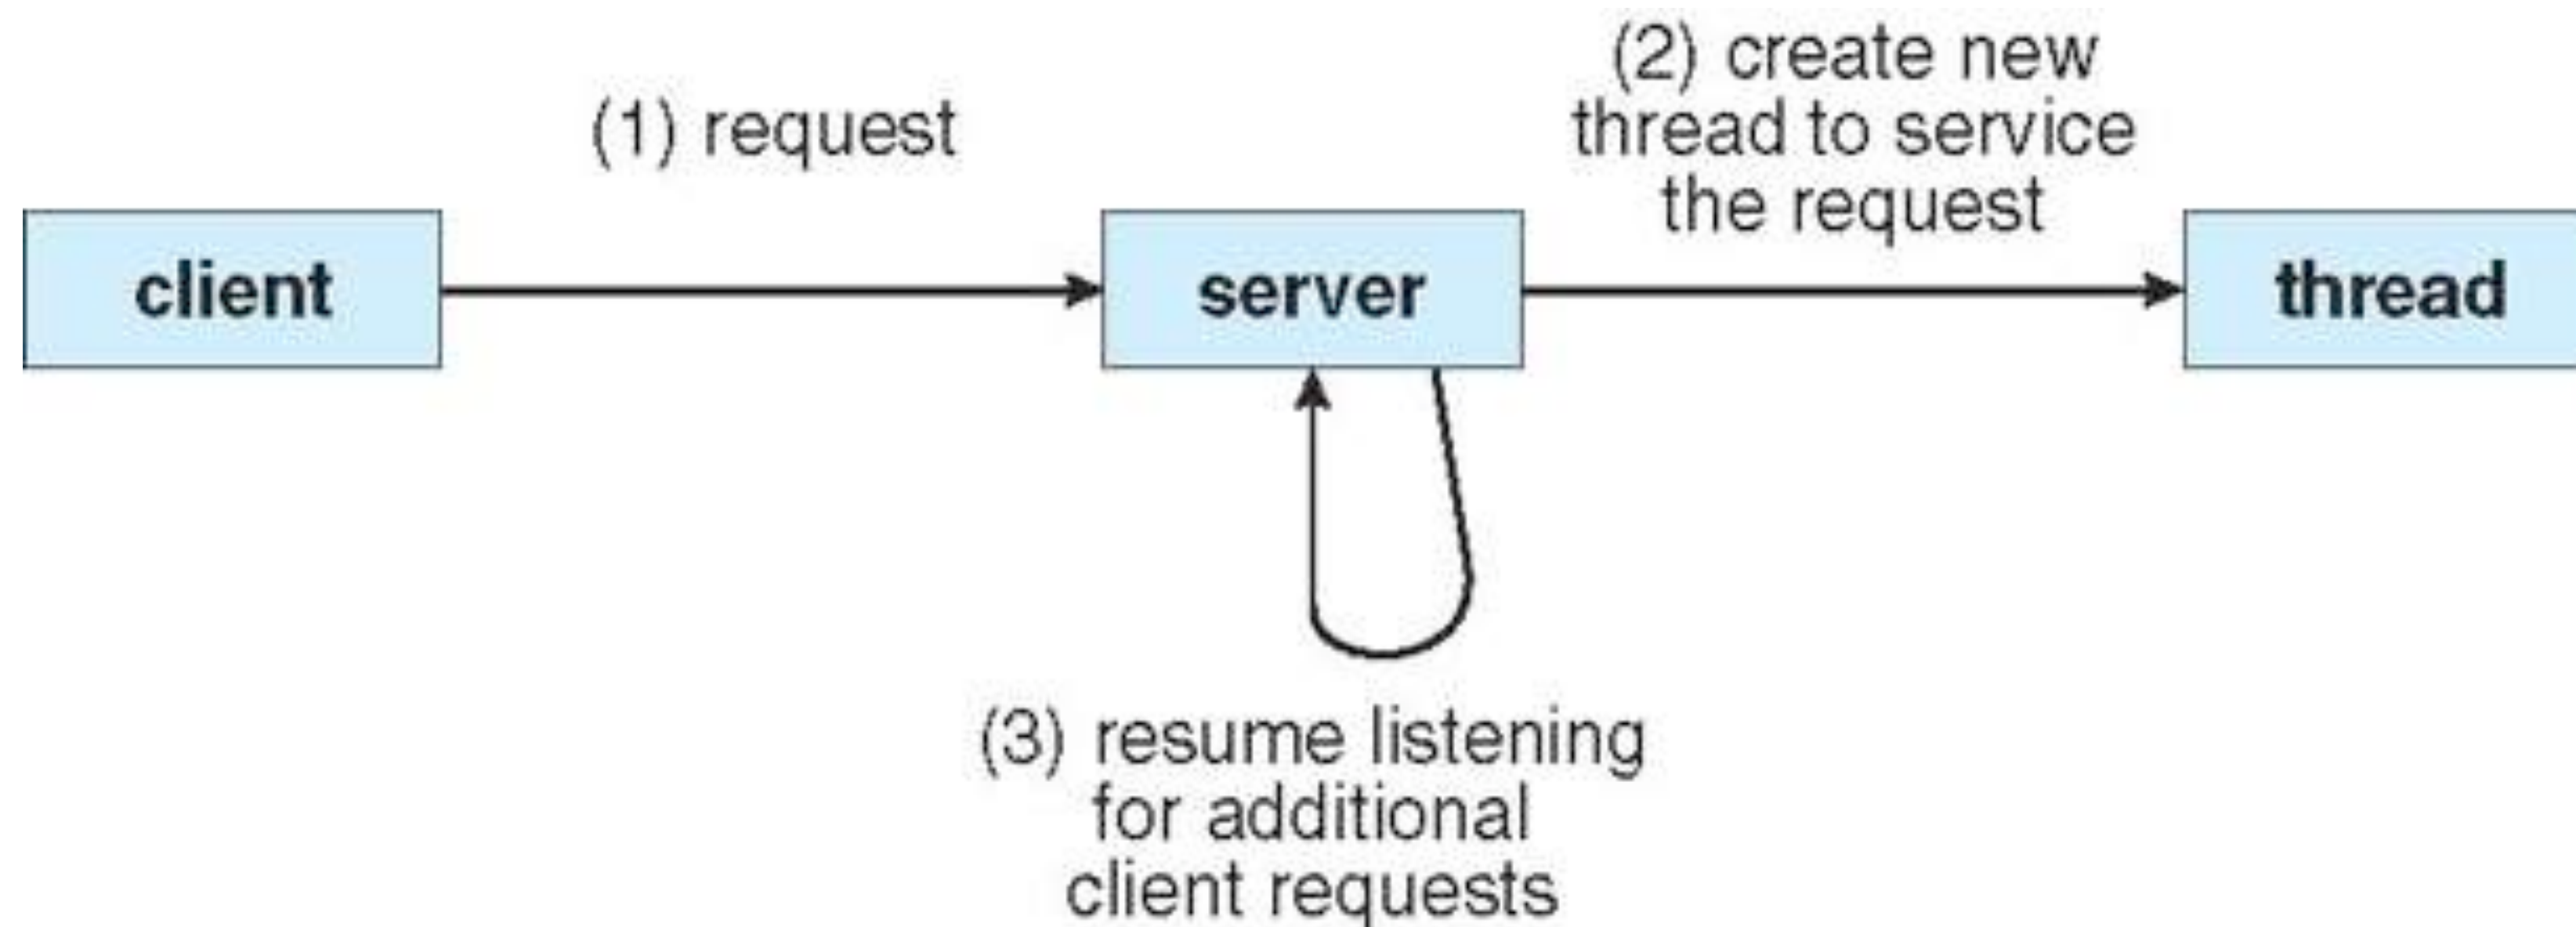 (1) request
(2) create new
thread to service
the request
client
server
thread
(3) resume listening
for additional
client requests